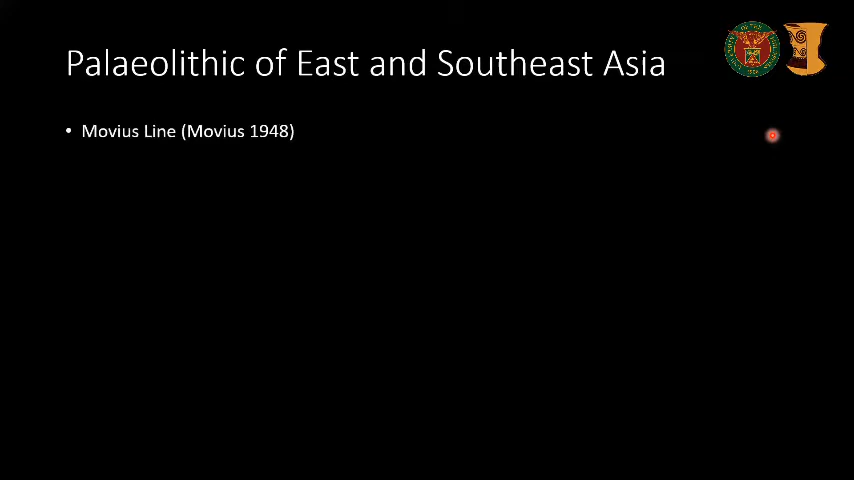 Palaeolithic of East and Southeast Asia
• Movius Line (Movius 1948)